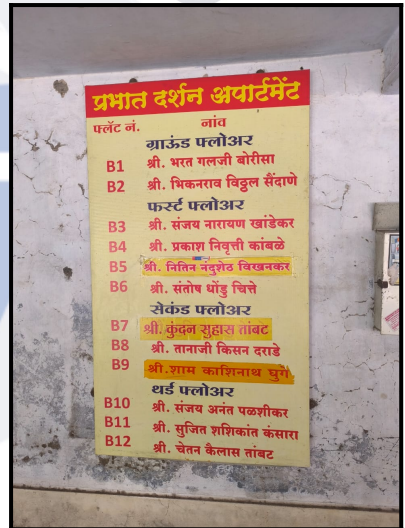 प्रभात दर्शन अपार्टमेंट
फ्लॅट नं. नांव
ग्राऊंड फ्लोअर
B1 श्री. भरत गलजी बोरीसा
B2 श्री. भिकनराव विठ्ठल सैंदाणे
फर्स्ट फ्लोअर
B3 श्री. संजय नारायण खांडेकर
B4 श्री. प्रकाश निवृत्ती कांबळे
B5 श्री. नितिन नंदुशेठ विखनकर
B6 श्री. संतोष धोंडु चित्ते
सेकंड फ्लोअर
B7 श्री. कुंदन सुहास तांबट
B8 श्री. तानाजी किसन दराडे
B9 श्री.शाम काशिनाथ घुगे
थर्ड फ्लोअर
B10 श्री. संजय अनंत पळशीकर
B11 श्री. सुजित शशिकांत कंसारा
B12 श्री. चेतन कैलास तांबट